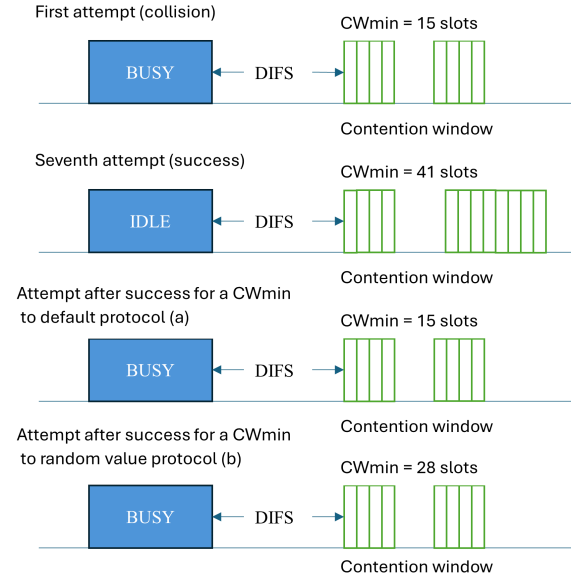 First attempt (collision)
CWmin = 15 slots
BUSY
DIFS
Contention window
Seventh attempt (success)
CWmin = 41 slots
IDLE
DIFS
Contention window
Attempt after success for a CWmin
to default protocol (a)
CWmin = 15 slots
BUSY
DIFS
Contention window
Attempt after success for a CWmin
to random value protocol (b)
CWmin = 28 slots
BUSY
DIFS
Contention window